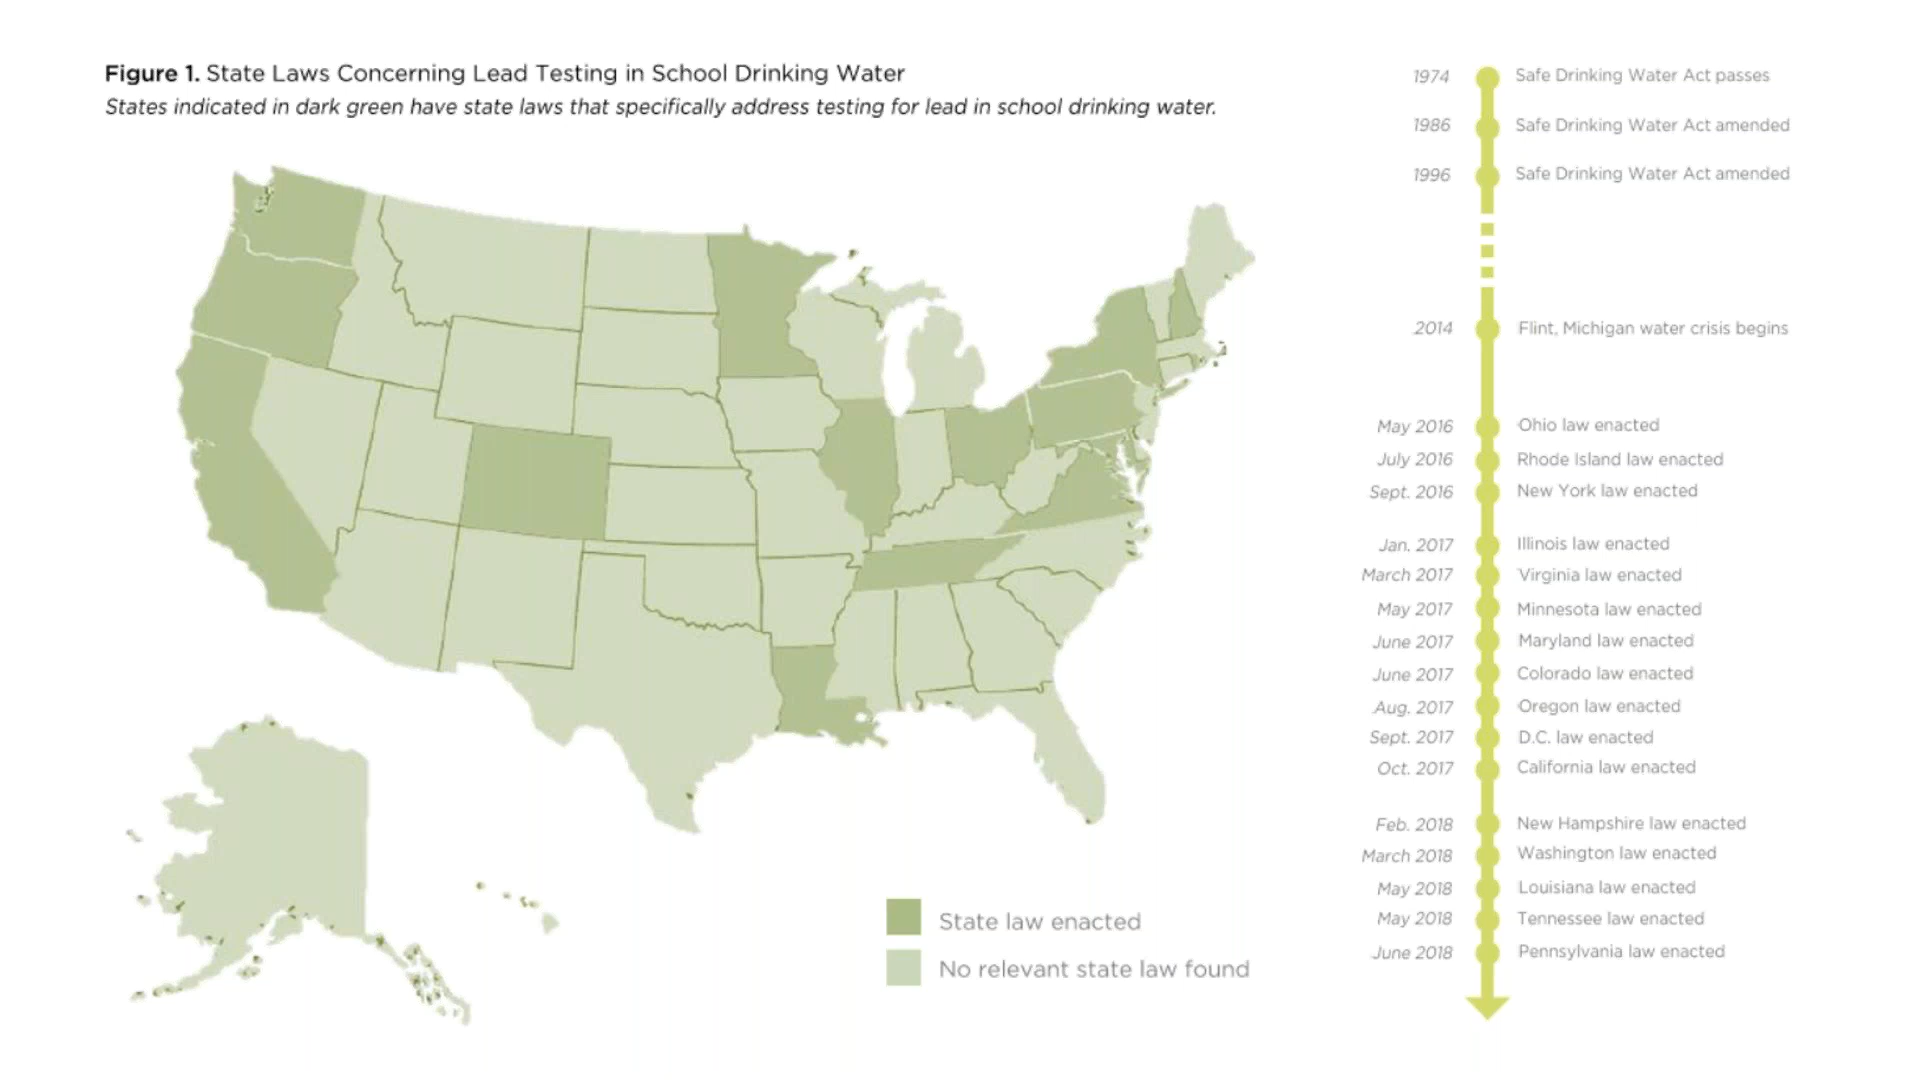 Figure 1. State Laws Concerning Lead Testing in School Drinking Water
States indicated in dark green have state laws that specifically address testing for lead in school drinking water.
State law enacted
No relevant state law found
1974 Safe Drinking Water Act passes
1986 Safe Drinking Water Act amended
1996 Safe Drinking Water Act amended
2014 Flint, Michigan water crisis begins
May 2016 Ohio law enacted
July 2016 Rhode Island law enacted
Sept. 2016 New York law enacted
Jan. 2017 Illinois law enacted
March 2017 Virginia law enacted
May 2017 Minnesota law enacted
June 2017 Maryland law enacted
June 2017 Colorado law enacted
Aug. 2017 Oregon law enacted
Sept. 2017 D.C. law enacted
Oct. 2017 California law enacted
Feb. 2018 New Hampshire law enacted
March 2018 Washington law enacted
May 2018 Louisiana law enacted
May 2018 Tennessee law enacted
June 2018 Pennsylvania law enacted